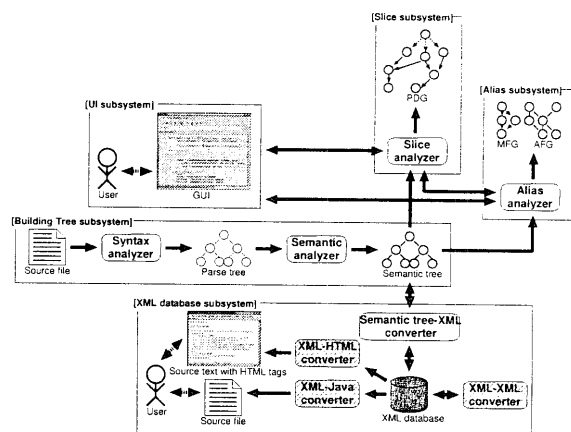 [Slice subsystem]
PDG
Slice
analyzer
[Alias subsystem]
MFG
AFG
Alias
analyzer
[UI subsystem]
User
GUI
[Building Tree subsystem]
Source file
Syntax
analyzer
Parse tree
Semantic
analyzer
Semantic tree
[XML database subsystem]
Semantic tree-XML
converter
Source text with HTML tags
XML-HTML
converter
User
Source file
XML-Java
converter
XML database
XML-XML
converter